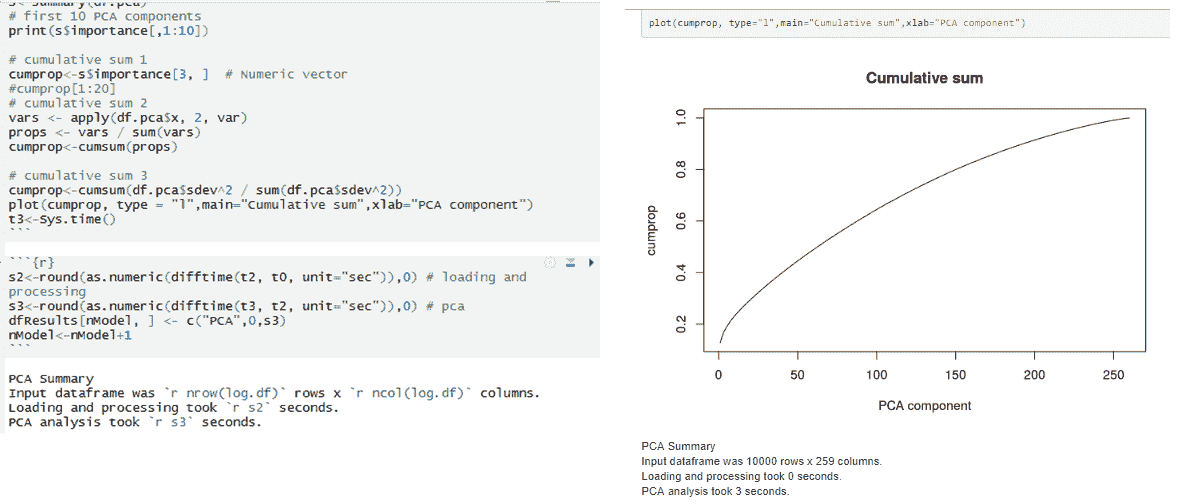 s<- summary(df.pca)
# first 10 PCA components
print(s$importance[,1:10])
# cumulative sum 1
cumprop<-s$importance[3, ]  # Numeric vector
#cumprop[1:20]
# cumulative sum 2
vars <- apply(df.pca$x, 2, var)
props <- vars / sum(vars)
cumprop<-cumsum(props)
# cumulative sum 3
cumprop<-cumsum(df.pca$sdev^2 / sum(df.pca$sdev^2))
plot(cumprop, type = "l",main="Cumulative sum",xlab="PCA component")
t3<-Sys.time()
```
```{r}
s2<-round(as.numeric(difftime(t2, t0, unit="sec")),0) # loading and
processing
s3<-round(as.numeric(difftime(t3, t2, unit="sec")),0) # pca
dfResults[nModel, ] <- c("PCA",0,s3)
nModel<-nModel+1
```
PCA Summary
Input dataframe was `r nrow(log.df)` rows x `r ncol(log.df)` columns.
Loading and processing took `r s2` seconds.
PCA analysis took `r s3` seconds.
plot(cumprop, type="l",main="Cumulative sum",xlab="PCA component")
Cumulative sum
cumprop
1.0
0.8
0.6
0.4
0.2
0 50 100 150 200 250
PCA component
PCA Summary
Input dataframe was 10000 rows x 259 columns.
Loading and processing took 0 seconds.
PCA analysis took 3 seconds.